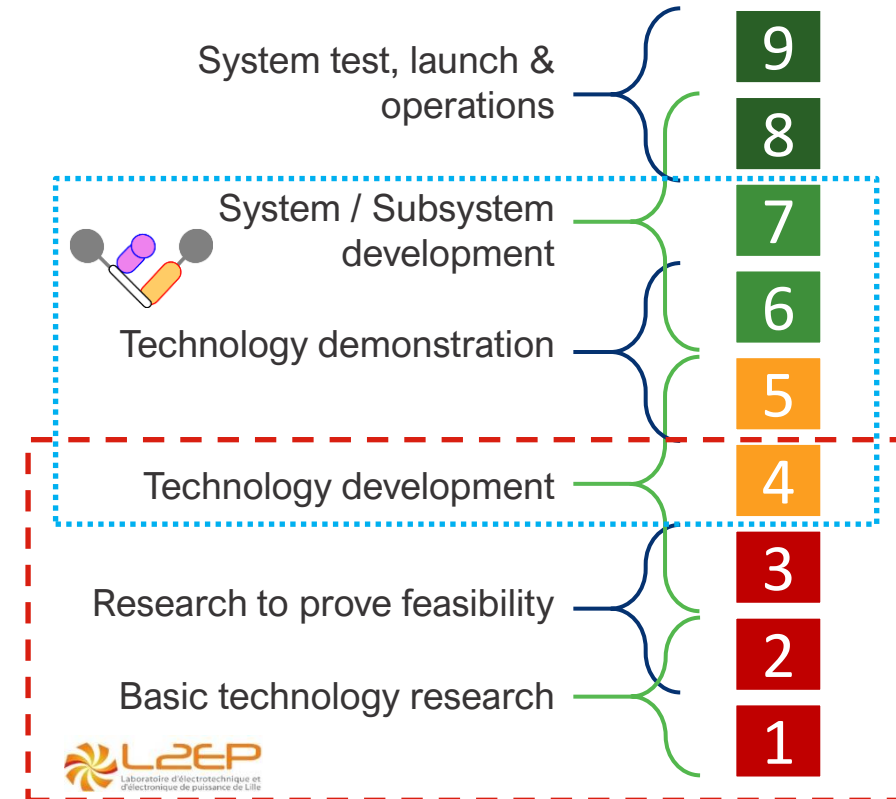 System test, launch &
operations
9
8
System / Subsystem
development
7
6
Technology demonstration
5
Technology development
4
3
Research to prove feasibility
2
Basic technology research
1
L2EP
Laboratoire d'électrotechnique et
d'électronique de puissance de Lille